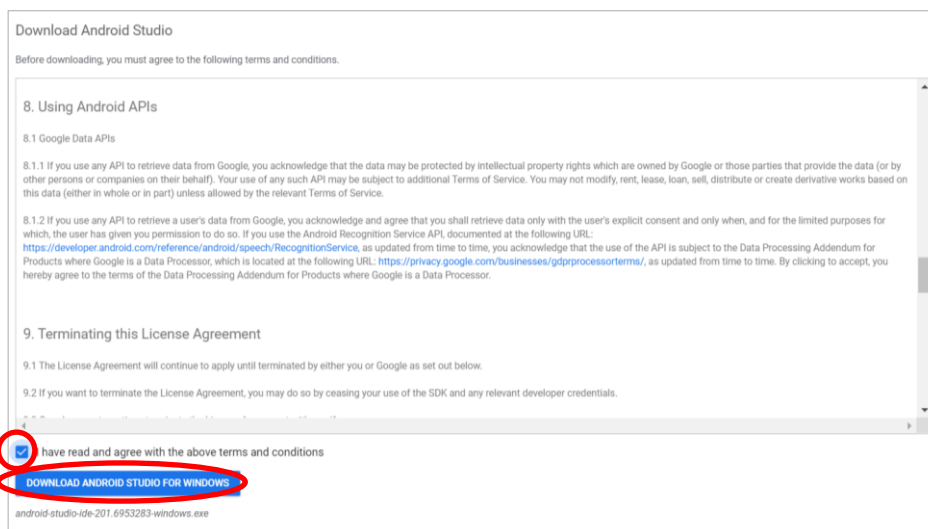 Download Android Studio
Before downloading, you must agree to the following terms and conditions.
8. Using Android APIs
8.1 Google Data APIs
8.1.1 If you use any API to retrieve data from Google, you acknowledge that the data may be protected by intellectual property rights which are owned by Google or those parties that provide the data (or by
other persons or companies on their behalf). Your use of any such API may be subject to additional Terms of Service. You may not modify, rent, lease, loan, sell, distribute or create derivative works based on
this data (either in whole or in part) unless allowed by the relevant Terms of Service.
8.1.2 If you use any API to retrieve a user's data from Google, you acknowledge and agree that you shall retrieve data only with the user's explicit consent and only when, and for the limited purposes for
which, the user has given you permission to do so. If you use the Android Recognition Service API, documented at the following URL:
https://developer.android.com/reference/android/speech/RecognitionService, as updated from time to time, you acknowledge that the use of the API is subject to the Data Processing Addendum for
Products where Google is a Data Processor, which is located at the following URL: https://privacy.google.com/businesses/gdprprocessorterms/, as updated from time to time. By clicking to accept, you
hereby agree to the terms of the Data Processing Addendum for Products where Google is a Data Processor.
9. Terminating this License Agreement
9.1 The License Agreement will continue to apply until terminated by either you or Google as set out below.
9.2 If you want to terminate the License Agreement, you may do so by ceasing your use of the SDK and any relevant developer credentials.
I have read and agree with the above terms and conditions
DOWNLOAD ANDROID STUDIO FOR WINDOWS
android-studio-ide-201.6953283-windows.exe